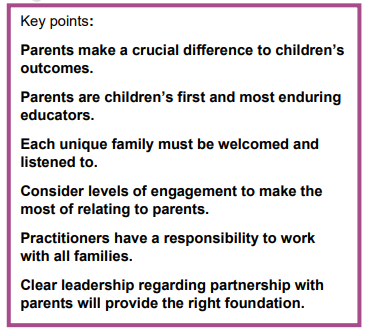 Key points:
Parents make a crucial difference to children's
outcomes.
Parents are children's first and most enduring
educators.
Each unique family must be welcomed and
listened to.
Consider levels of engagement to make the
most of relating to parents.
Practitioners have a responsibility to work
with all families.
Clear leadership regarding partnership with
parents will provide the right foundation.